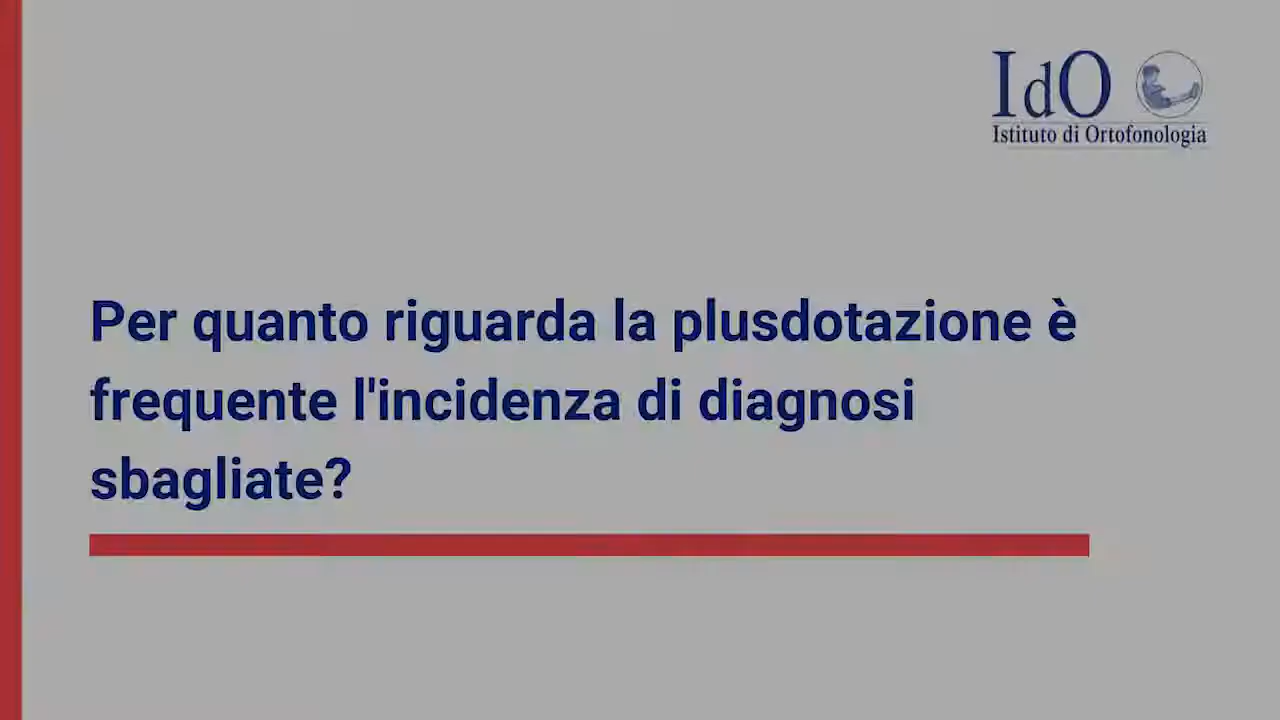 IdO
Istituto di Ortofonologia
Per quanto riguarda la plusdotazione è
frequente l'incidenza di diagnosi
sbagliate?